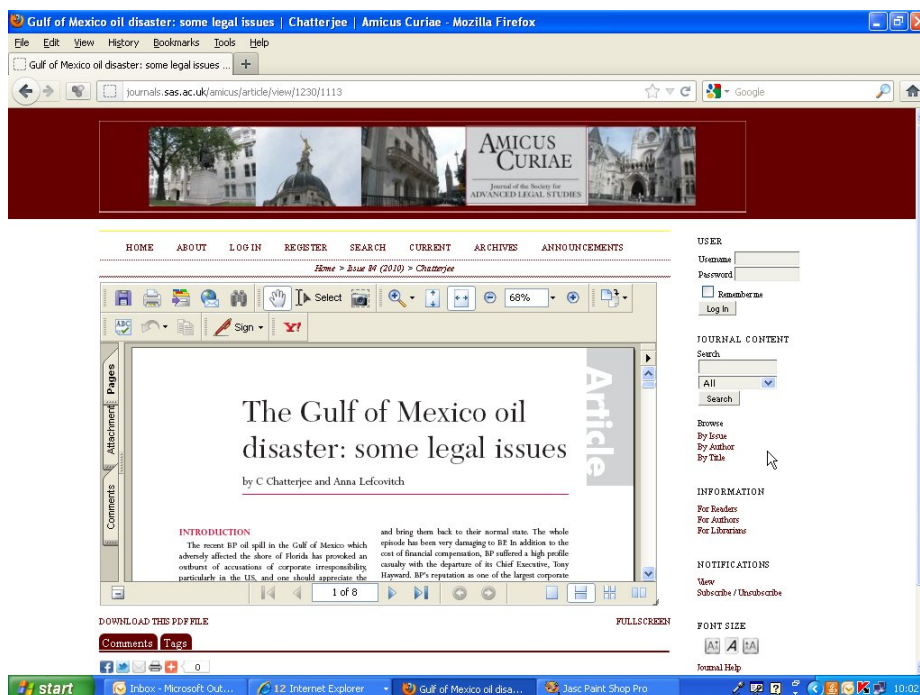 Gulf of Mexico oil disaster: some legal issues | Chatterjee | Amicus Curiae - Mozilla Firefox
File Edit View History Bookmarks Tools Help
Gulf of Mexico oil disaster: some legal issues ...
journals.sas.ac.uk/amicus/article/view/1230/1113
Google
AMICUS
CURIAE
Journal of the Society for
ADVANCED LEGAL STUDIES
HOME ABOUT LOG IN REGISTER SEARCH CURRENT ARCHIVES ANNOUNCEMENTS
Home > Issue 84 (2010) > Chatterjee
Select
68%
Sign
Y!
Pages
Attachment
Comments
Article
The Gulf of Mexico oil
disaster: some legal issues
by C Chatterjee and Anna Lefcovitch
INTRODUCTION
The recent BP oil spill in the Gulf of Mexico which
adversely affected the shore of Florida has provoked an
outburst of accusations of corporate irresponsibility,
particularly in the US, and one should appreciate the
and bring them back to their normal state. The whole
episode has been very damaging to BP. In addition to the
cost of financial compensation, BP suffered a high profile
casualty with the departure of its Chief Executive, Tony
Hayward. BP's reputation as one of the largest corporate
1 of 8
DOWNLOAD THIS PDF FILE
FULLSCREEN
Comments Tags
0
USER
Username
Password
Remember me
Log In
JOURNAL CONTENT
Search
All
Search
Browse
By Issue
By Author
By Title
INFORMATION
For Readers
For Authors
For Librarians
NOTIFICATIONS
View
Subscribe / Unsubscribe
FONT SIZE
Journal Help
start
Inbox - Microsoft Out...
12 Internet Explorer
Gulf of Mexico oil disa...
Jasc Paint Shop Pro
10:02